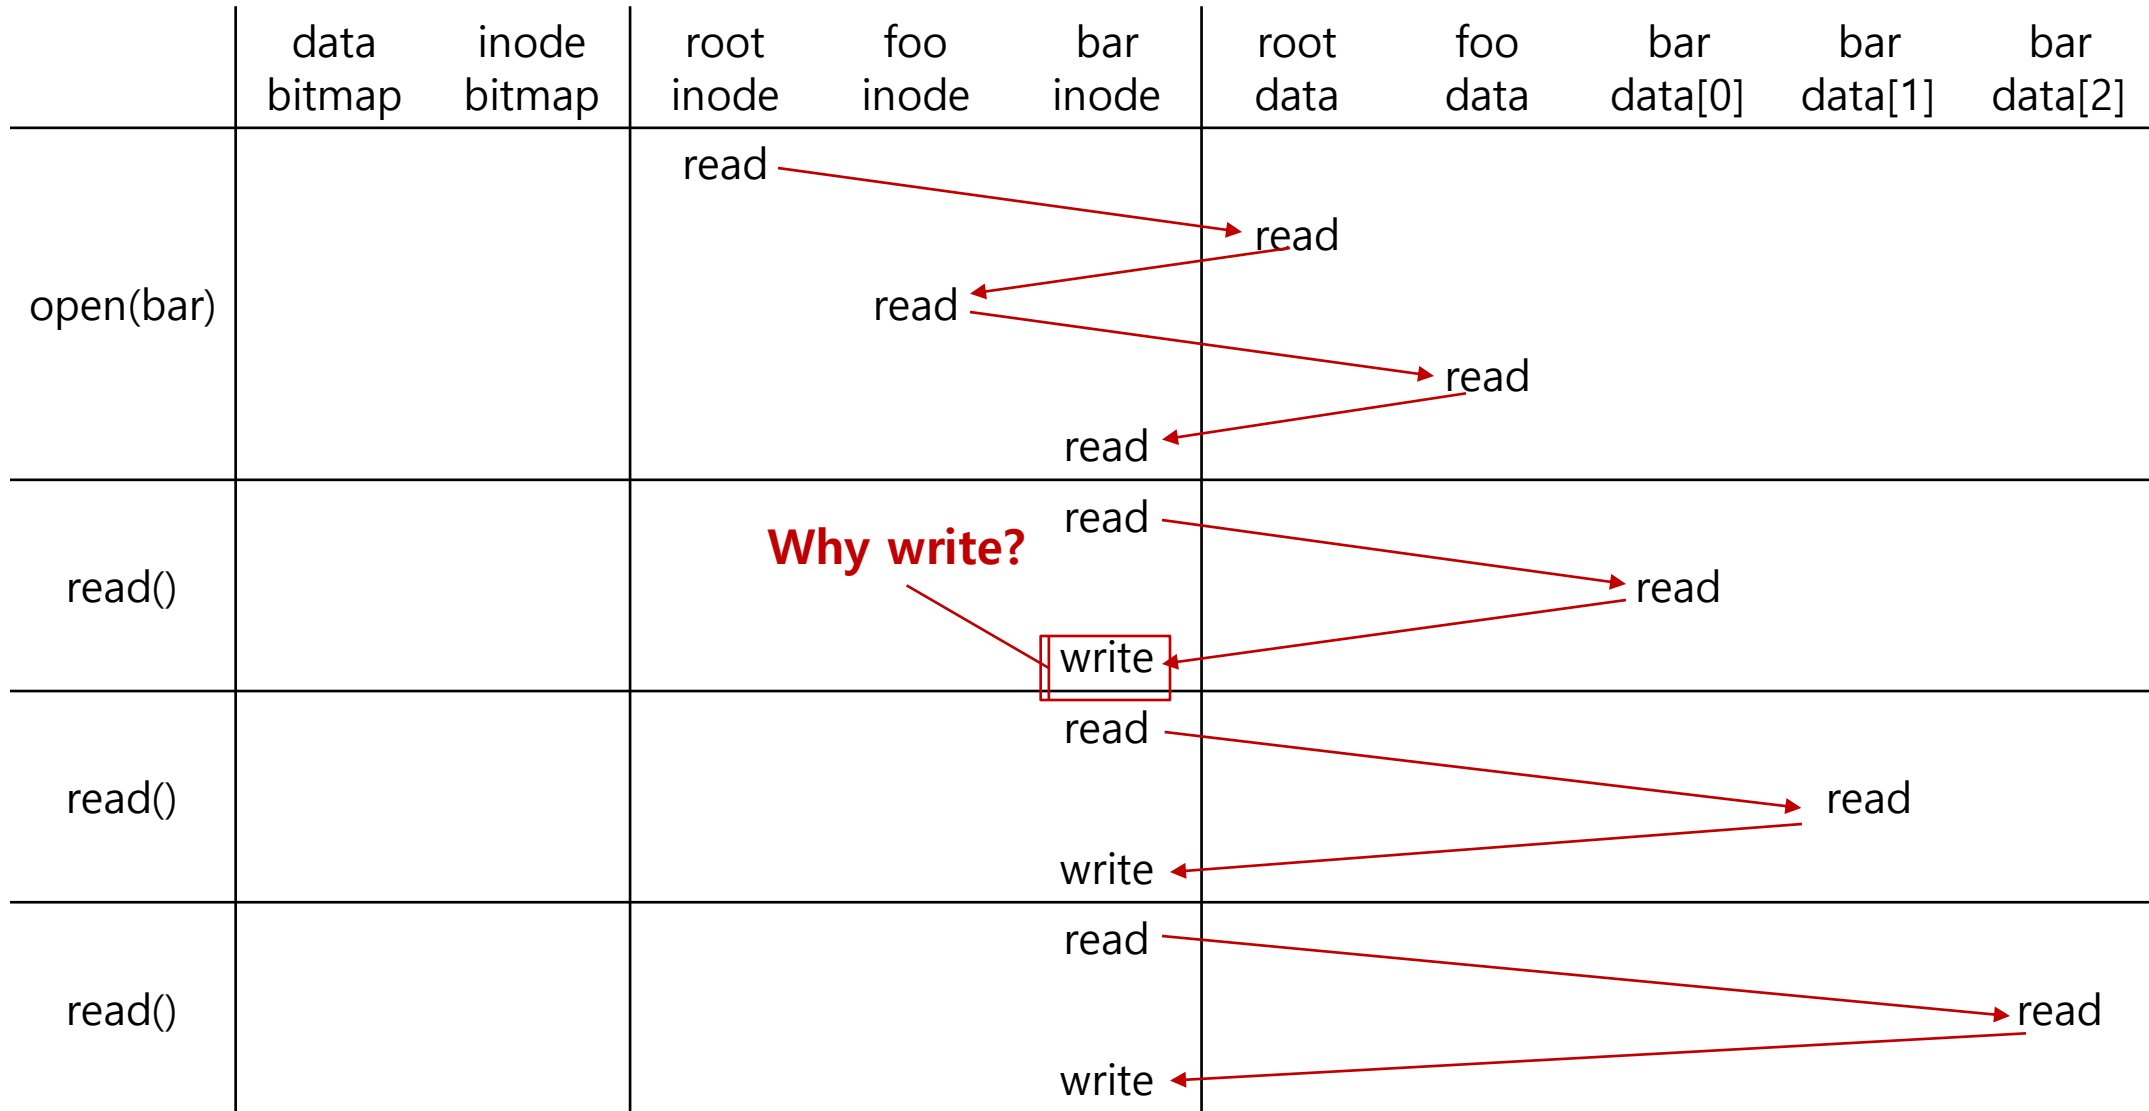 data inode root foo bar root foo bar bar bar
bitmap bitmap inode inode inode data data data[0] data[1] data[2]
read
read
open(bar) read
read
read
read
Why write?
read() read
write
read
read() read
write
read
read() read
write